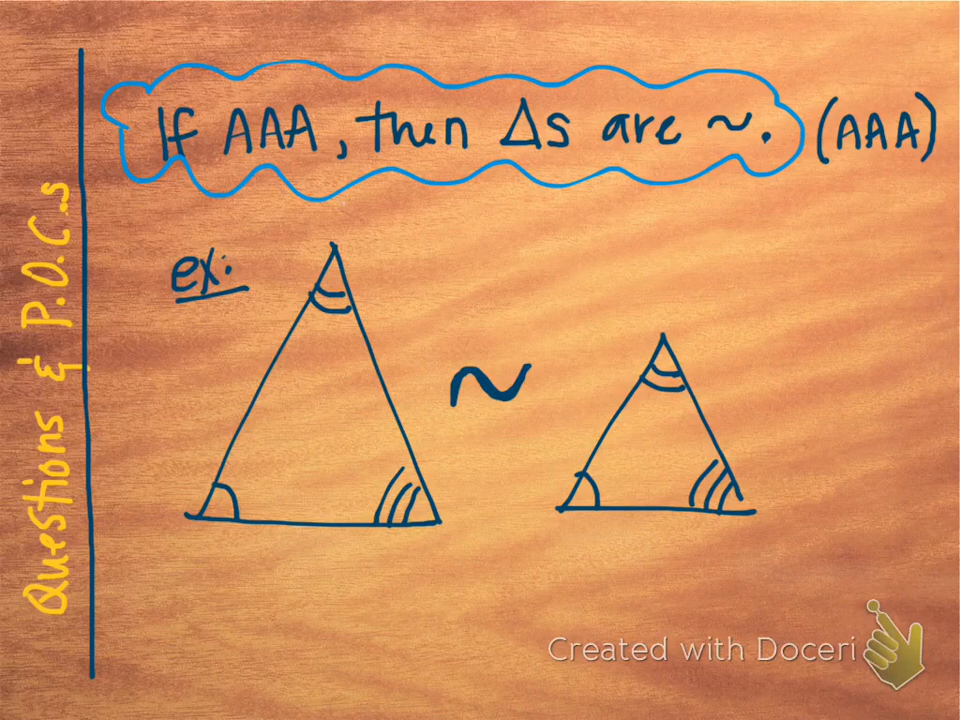 If AAA, then Δs are ~. (AAA)
ex:
~
Questions & P.O.C.s
Created with Doceri